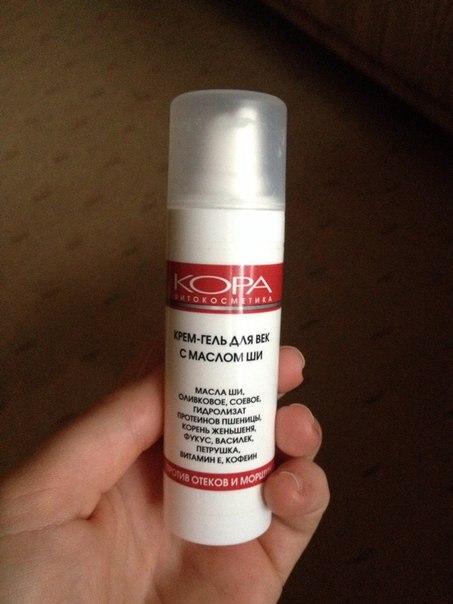 КОРА
ФИТОКОСМЕТИКА
КРЕМ-ГЕЛЬ ДЛЯ ВЕК
С МАСЛОМ ШИ
МАСЛА ШИ,
ОЛИВКОВОЕ, СОЕВОЕ,
ГИДРОЛИЗАТ
ПРОТЕИНОВ ПШЕНИЦЫ,
КОРЕНЬ ЖЕНЬШЕНЯ,
ФУКУС, ВАСИЛЕК,
ПЕТРУШКА,
ВИТАМИН Е, КОФЕИН
ПРОТИВ ОТЕКОВ И МОРЩИН